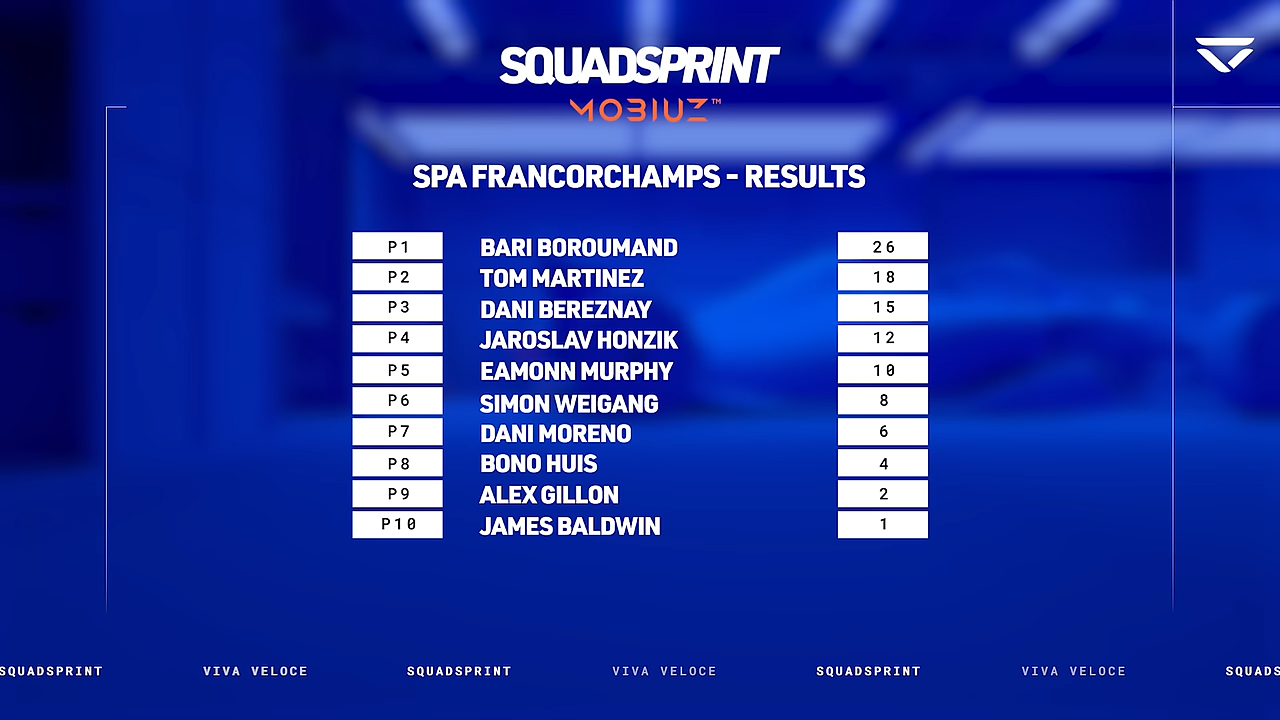 SQUADSPRINT
MOBIUZ™
SPA FRANCORCHAMPS - RESULTS
P1 BARI BOROUMAND 26
P2 TOM MARTINEZ 18
P3 DANI BEREZNAY 15
P4 JAROSLAV HONZIK 12
P5 EAMONN MURPHY 10
P6 SIMON WEIGANG 8
P7 DANI MORENO 6
P8 BONO HUIS 4
P9 ALEX GILLON 2
P10 JAMES BALDWIN 1
SQUADSPRINT VIVA VELOCE SQUADSPRINT VIVA VELOCE SQUADSPRINT VIVA VELOCE SQUADS